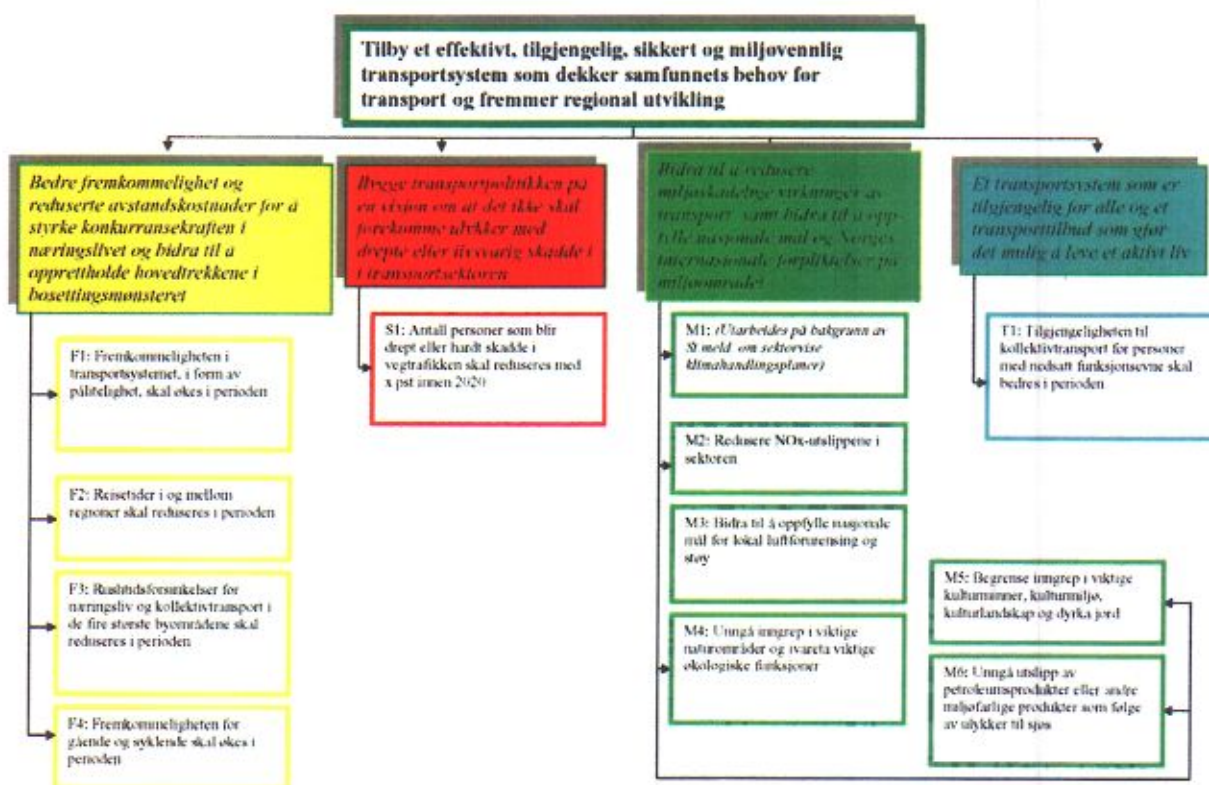 Tilby et effektivt, tilgjengelig, sikkert og miljøvennlig
transportsystem som dekker samfunnets behov for
transport og fremmer regional utvikling
Bedre fremkommelighet og
reduserte avstandskostnader for å
styrke konkurransekraften i
næringslivet og bidra til å
opprettholde hovedtrekkene i
bosettingsmønsteret
F1: Fremkommeligheten i
transportsystemet, i form av
pålitelighet, skal økes i perioden
F2: Reisetider i og mellom
regioner skal reduseres i perioden
F3: Rushtidsforsinkelser for
næringsliv og kollektivtransport i
de fire største byområdene skal
reduseres i perioden
F4: Fremkommeligheten for
gående og syklende skal økes i
perioden
Bygge transportpolitikken på
en visjon om at det ikke skal
forekomme ulykker med
drepte eller livsvarig skadde i
i transportsektoren
S1: Antall personer som blir
drept eller hardt skadde i
vegtrafikken skal reduseres med
x pst innen 2020
Bidra til å redusere
miljøskadelige virkninger av
transport samt bidra til å opp-
fylle nasjonale mål og Norges
internasjonale forpliktelser på
miljøområdet
M1: (Utarbeides på bakgrunn av
St meld om sektorvise
klimahandlingsplaner)
M2: Redusere NOx-utslippene i
sektoren
M3: Bidra til å oppfylle nasjonale
mål for lokal luftforurensing og
støy
M4: Unngå inngrep i viktige
naturområder og ivareta viktige
økologiske funksjoner
M5: Begrense inngrep i viktige
kulturminner, kulturmiljø,
kulturlandskap og dyrka jord
M6: Unngå utslipp av
petroleumsprodukter eller andre
miljøfarlige produkter som følge
av ulykker til sjøs
Et transportsystem som er
tilgjengelig for alle og et
transporttilbud som gjør
det mulig å leve et aktivt liv
T1: Tilgjengeligheten til
kollektivtransport for personer
med nedsatt funksjonsevne skal
bedres i perioden